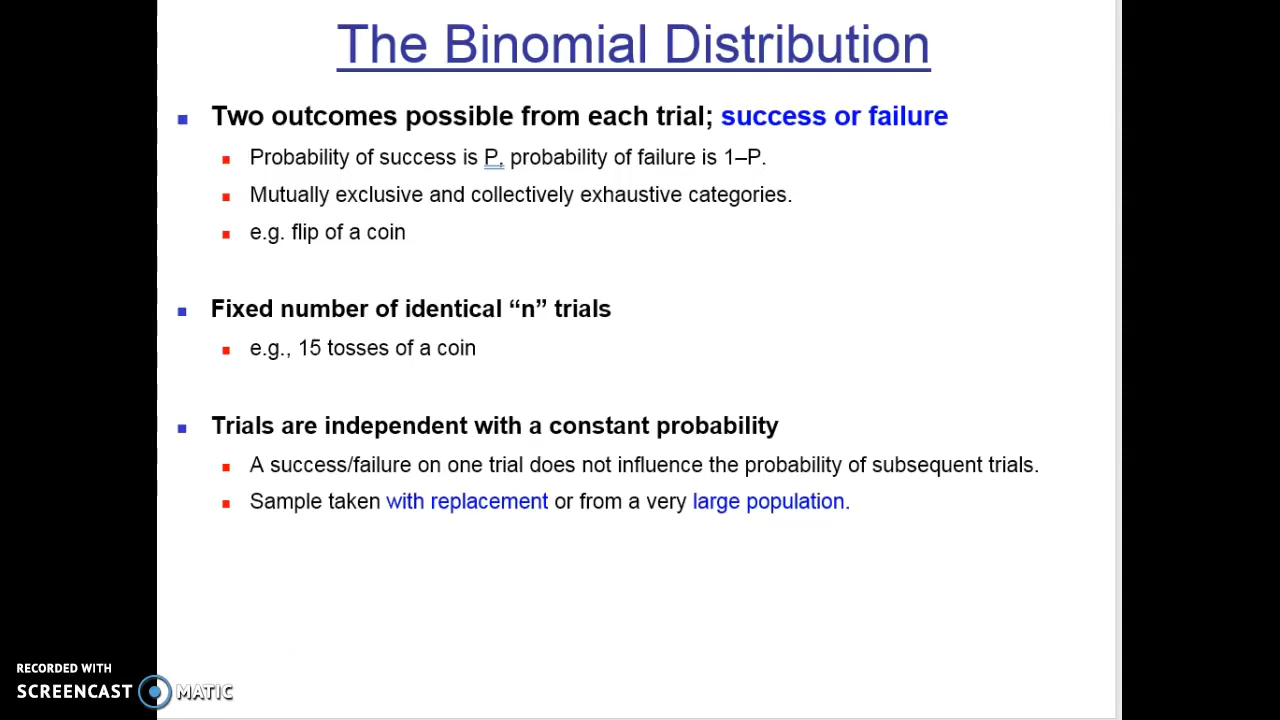 The Binomial Distribution
Two outcomes possible from each trial; success or failure
Probability of success is P, probability of failure is 1–P.
Mutually exclusive and collectively exhaustive categories.
e.g. flip of a coin
Fixed number of identical “n” trials
e.g., 15 tosses of a coin
Trials are independent with a constant probability
A success/failure on one trial does not influence the probability of subsequent trials.
Sample taken with replacement or from a very large population.
RECORDED WITH
SCREENCAST MATIC